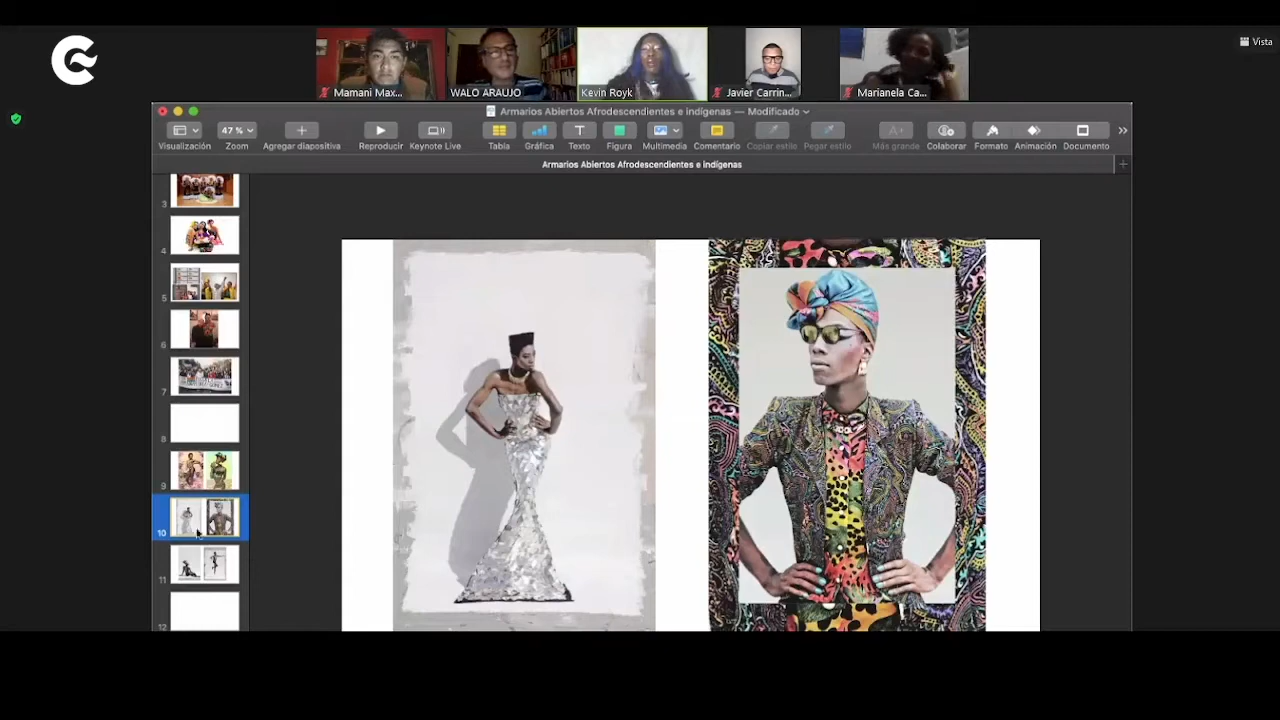 Vista
Mamani Max...
WALO ARAUJO
Kevin Royk
Javier Carrin...
Marianela Ca...
Armarios Abiertos Afrodescendientes e indígenas — Modificado
47 %
Visualización
Zoom
Agregar diapositiva
Reproducir
Keynote Live
Tabla
Gráfica
Texto
Figura
Multimedia
Comentario
Copiar estilo
Pegar estilo
Más grande
Colaborar
Formato
Animación
Documento
Armarios Abiertos Afrodescendientes e indígenas
3
4
5
6
7
8
9
10
11
12